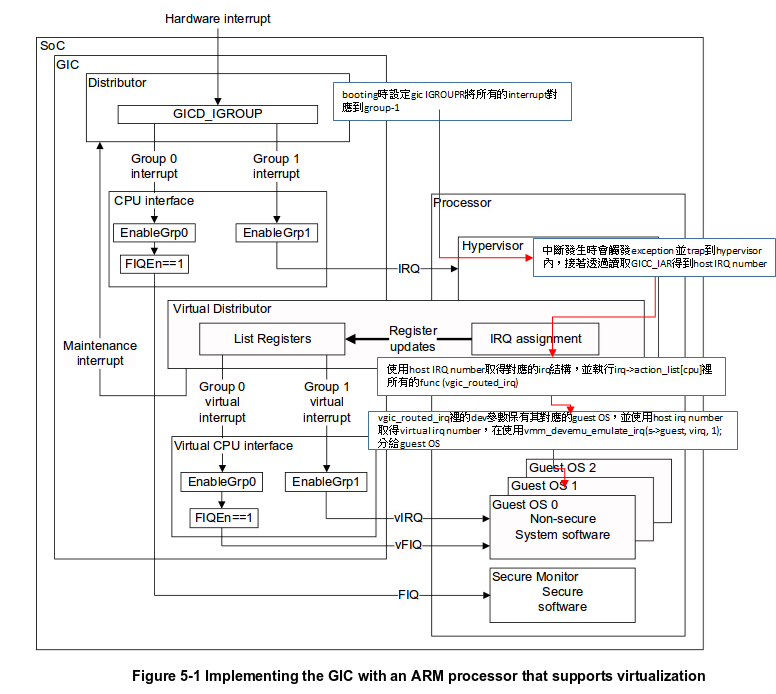 Hardware interrupt
SoC
GIC
Distributor
GICD_IGROUP
booting時設定gic IGROUPR將所有的interrupt對
應到group-1
Group 0
interrupt
Group 1
interrupt
CPU interface
EnableGrp0
EnableGrp1
FIQEn==1
IRQ
Processor
Hypervisor
中斷發生時會觸發exception並trap到hypervisor
內，接著透過讀取GICC_IAR得到host IRQ number
Virtual Distributor
List Registers
Register
updates
IRQ assignment
Maintenance
interrupt
使用host IRQ number取得對應的irq結構，並執行irq->action_list[cpu]裡
所有的func (vgic_routed_irq)
Group 0
virtual
interrupt
Group 1
virtual
interrupt
vgic_routed_irq裡的dev參數保有其對應的guest OS，並使用host irq number
取得virtual irq number，在使用vmm_devemu_emulate_irq(s->guest, virq, 1);
分給guest OS
Virtual CPU interface
EnableGrp0
EnableGrp1
FIQEn==1
vIRQ
vFIQ
Guest OS 2
Guest OS 1
Guest OS 0
Non-secure
System software
FIQ
Secure Monitor
Secure
software
Figure 5-1 Implementing the GIC with an ARM processor that supports virtualization